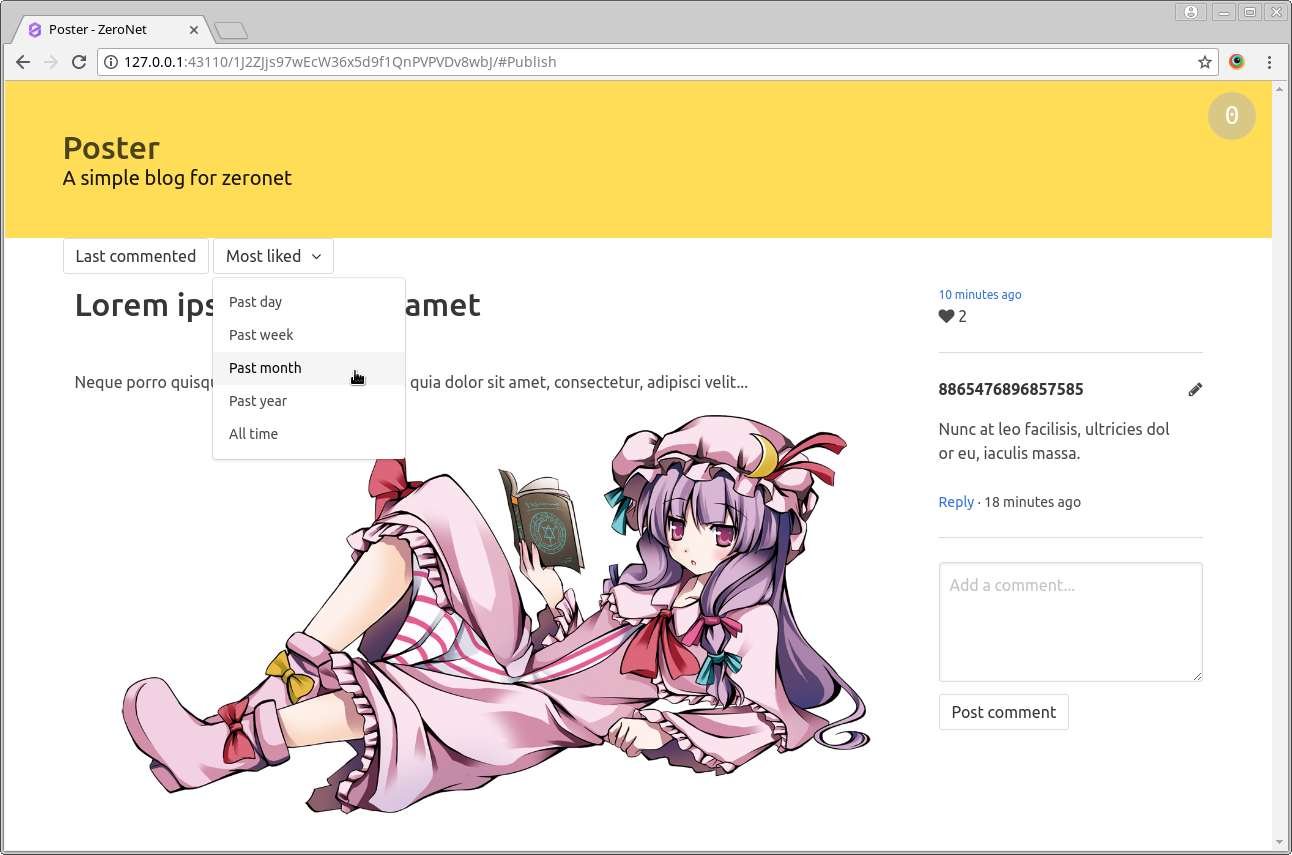 Poster - ZeroNet
127.0.0.1:43110/1J2ZJjs97wEcW36x5d9f1QnPVPVDv8wbJ/#Publish
0
Poster
A simple blog for zeronet
Last commented
Most liked
Past day
Past week
Past month
Past year
All time
Lorem ips amet
Neque porro quisq quia dolor sit amet, consectetur, adipisci velit...
10 minutes ago
2
8865476896857585
Nunc at leo facilisis, ultricies dol
or eu, iaculis massa.
Reply · 18 minutes ago
Add a comment...
Post comment